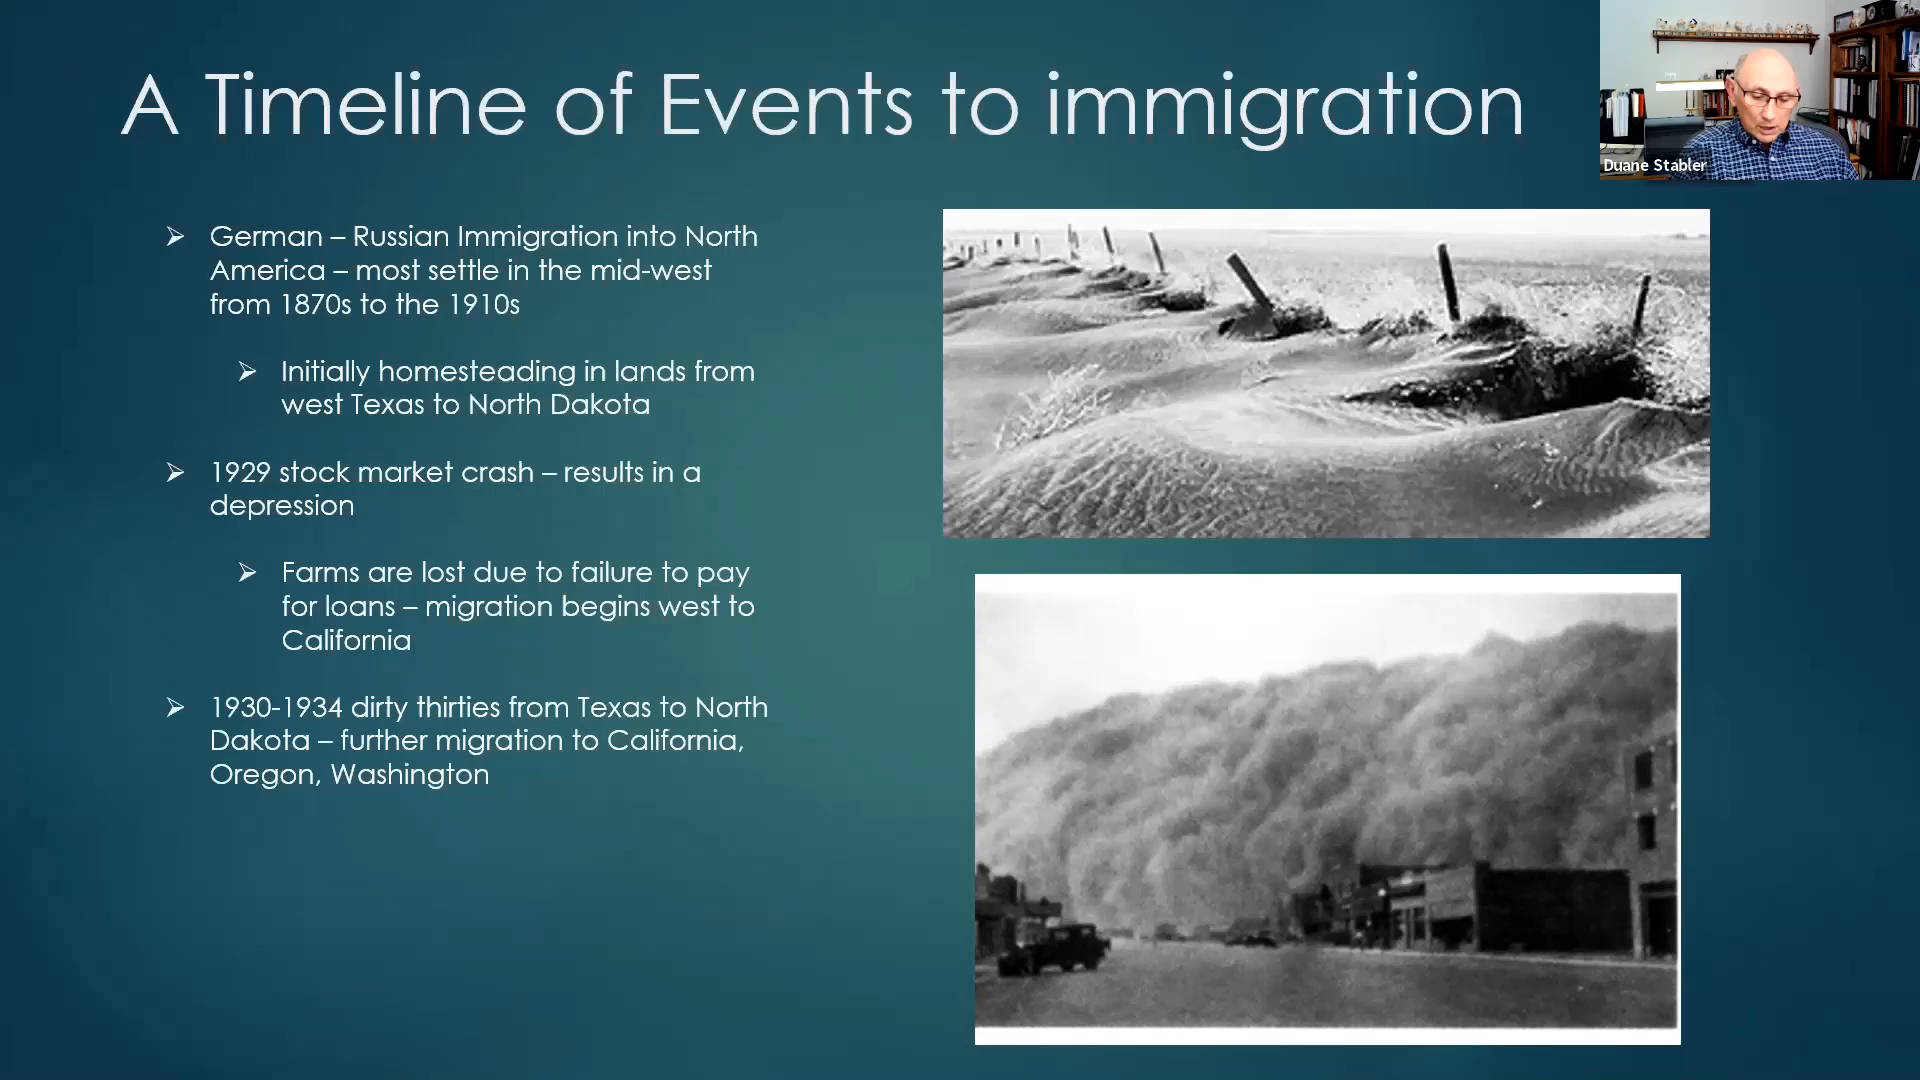 A Timeline of Events to immigration
Duane Stabler
➢ German – Russian Immigration into North
America – most settle in the mid-west
from 1870s to the 1910s
➢ Initially homesteading in lands from
west Texas to North Dakota
➢ 1929 stock market crash – results in a
depression
➢ Farms are lost due to failure to pay
for loans – migration begins west to
California
➢ 1930-1934 dirty thirties from Texas to North
Dakota – further migration to California,
Oregon, Washington